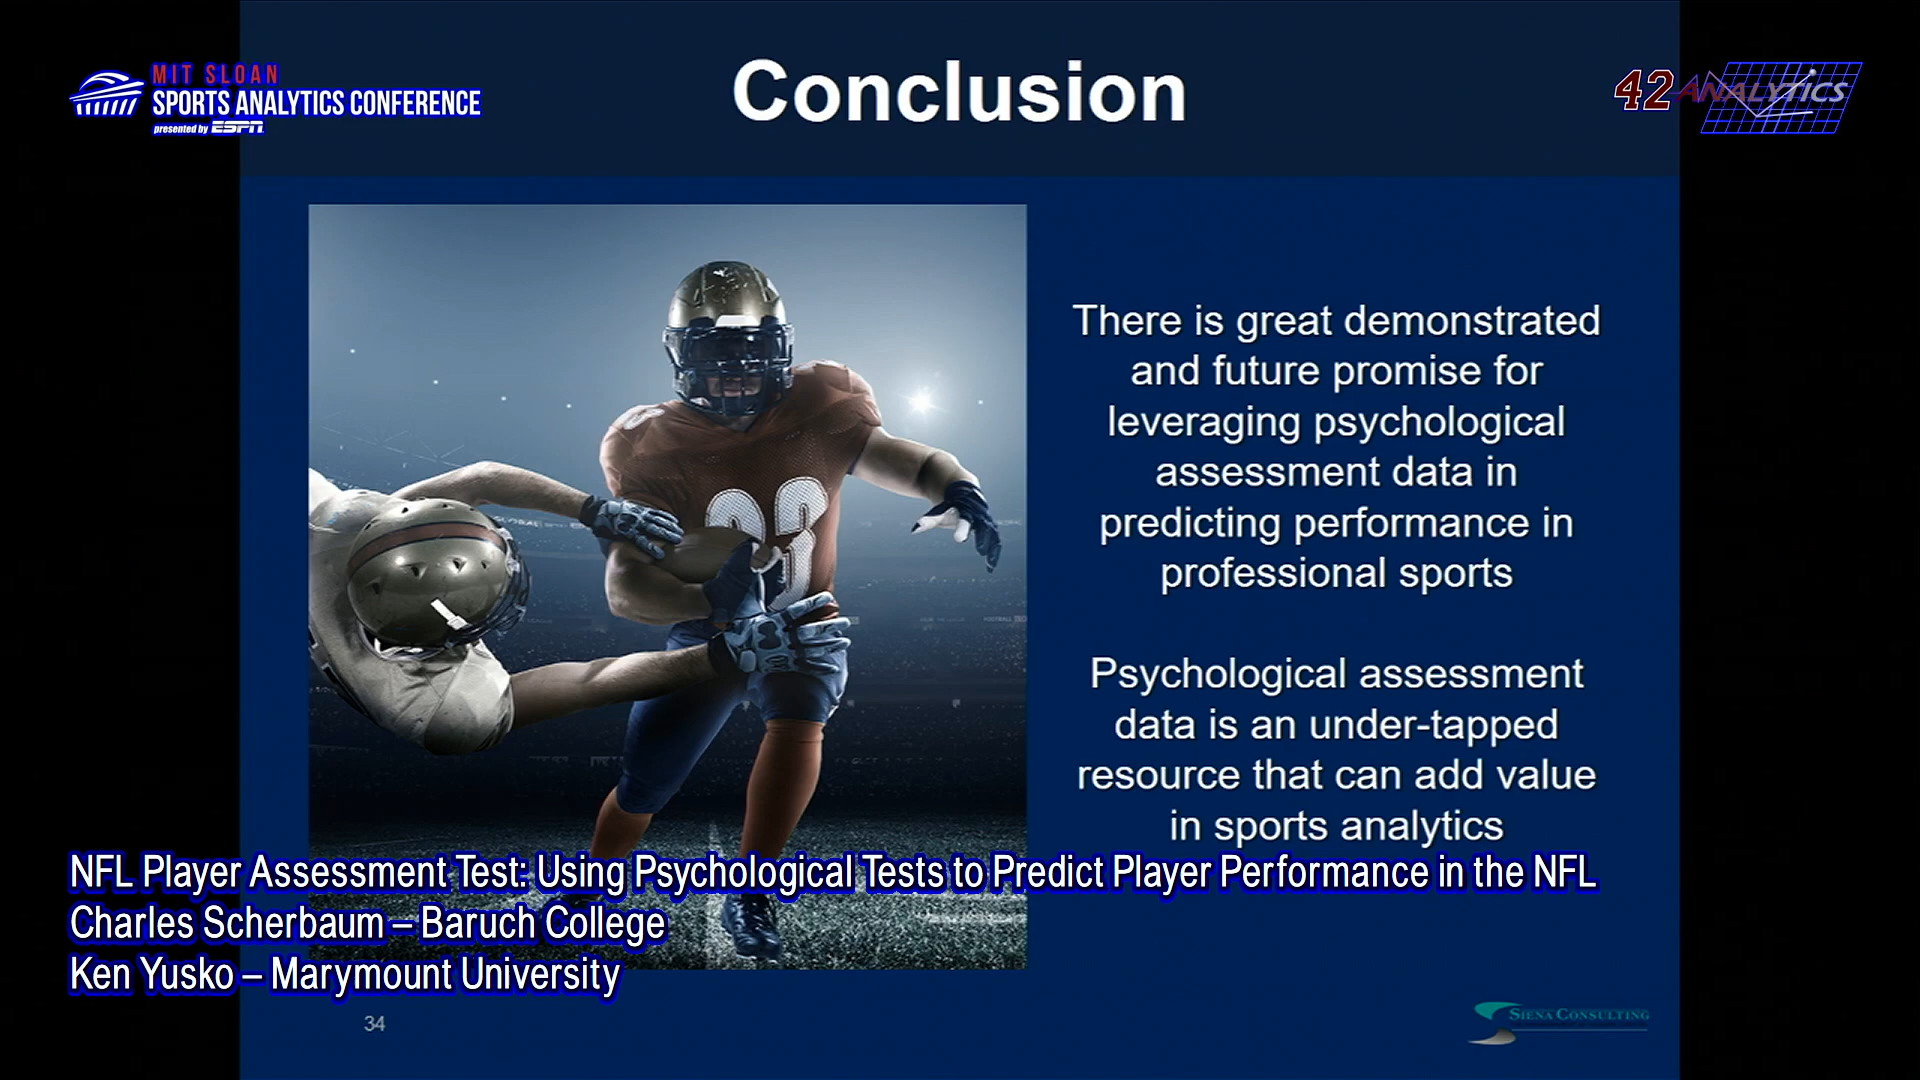 MIT SLOAN
SPORTS ANALYTICS CONFERENCE
presented by ESPN
Conclusion
42 ANALYTICS
There is great demonstrated
and future promise for
leveraging psychological
assessment data in
predicting performance in
professional sports
Psychological assessment
data is an under-tapped
resource that can add value
in sports analytics
NFL Player Assessment Test: Using Psychological Tests to Predict Player Performance in the NFL
Charles Scherbaum – Baruch College
Ken Yusko – Marymount University
34
SIENA CONSULTING